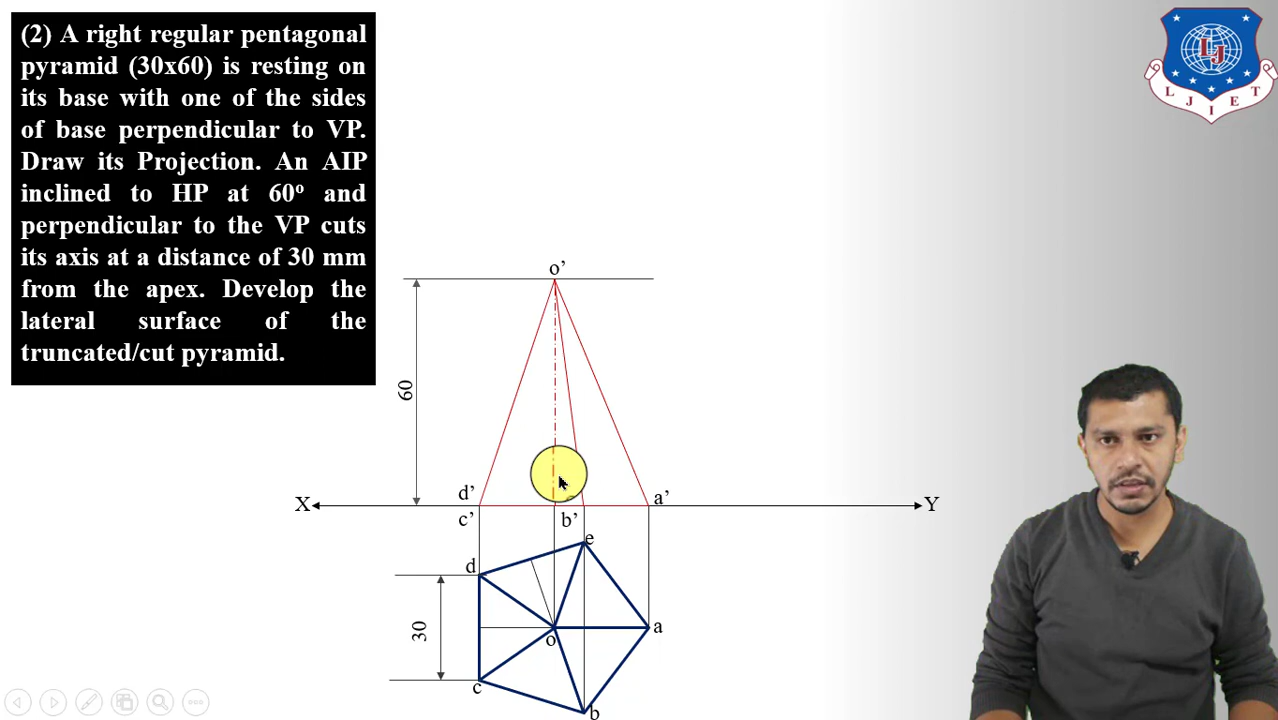 (2) A right regular pentagonal
pyramid (30x60) is resting on
its base with one of the sides
of base perpendicular to VP.
Draw its Projection. An AIP
inclined to HP at 60º and
perpendicular to the VP cuts
its axis at a distance of 30 mm
from the apex. Develop the
lateral surface of the
truncated/cut pyramid.
LJ
L J I E T
o’
60
d’
a’
X
Y
c’
b’
e
d
30
o
a
c
b